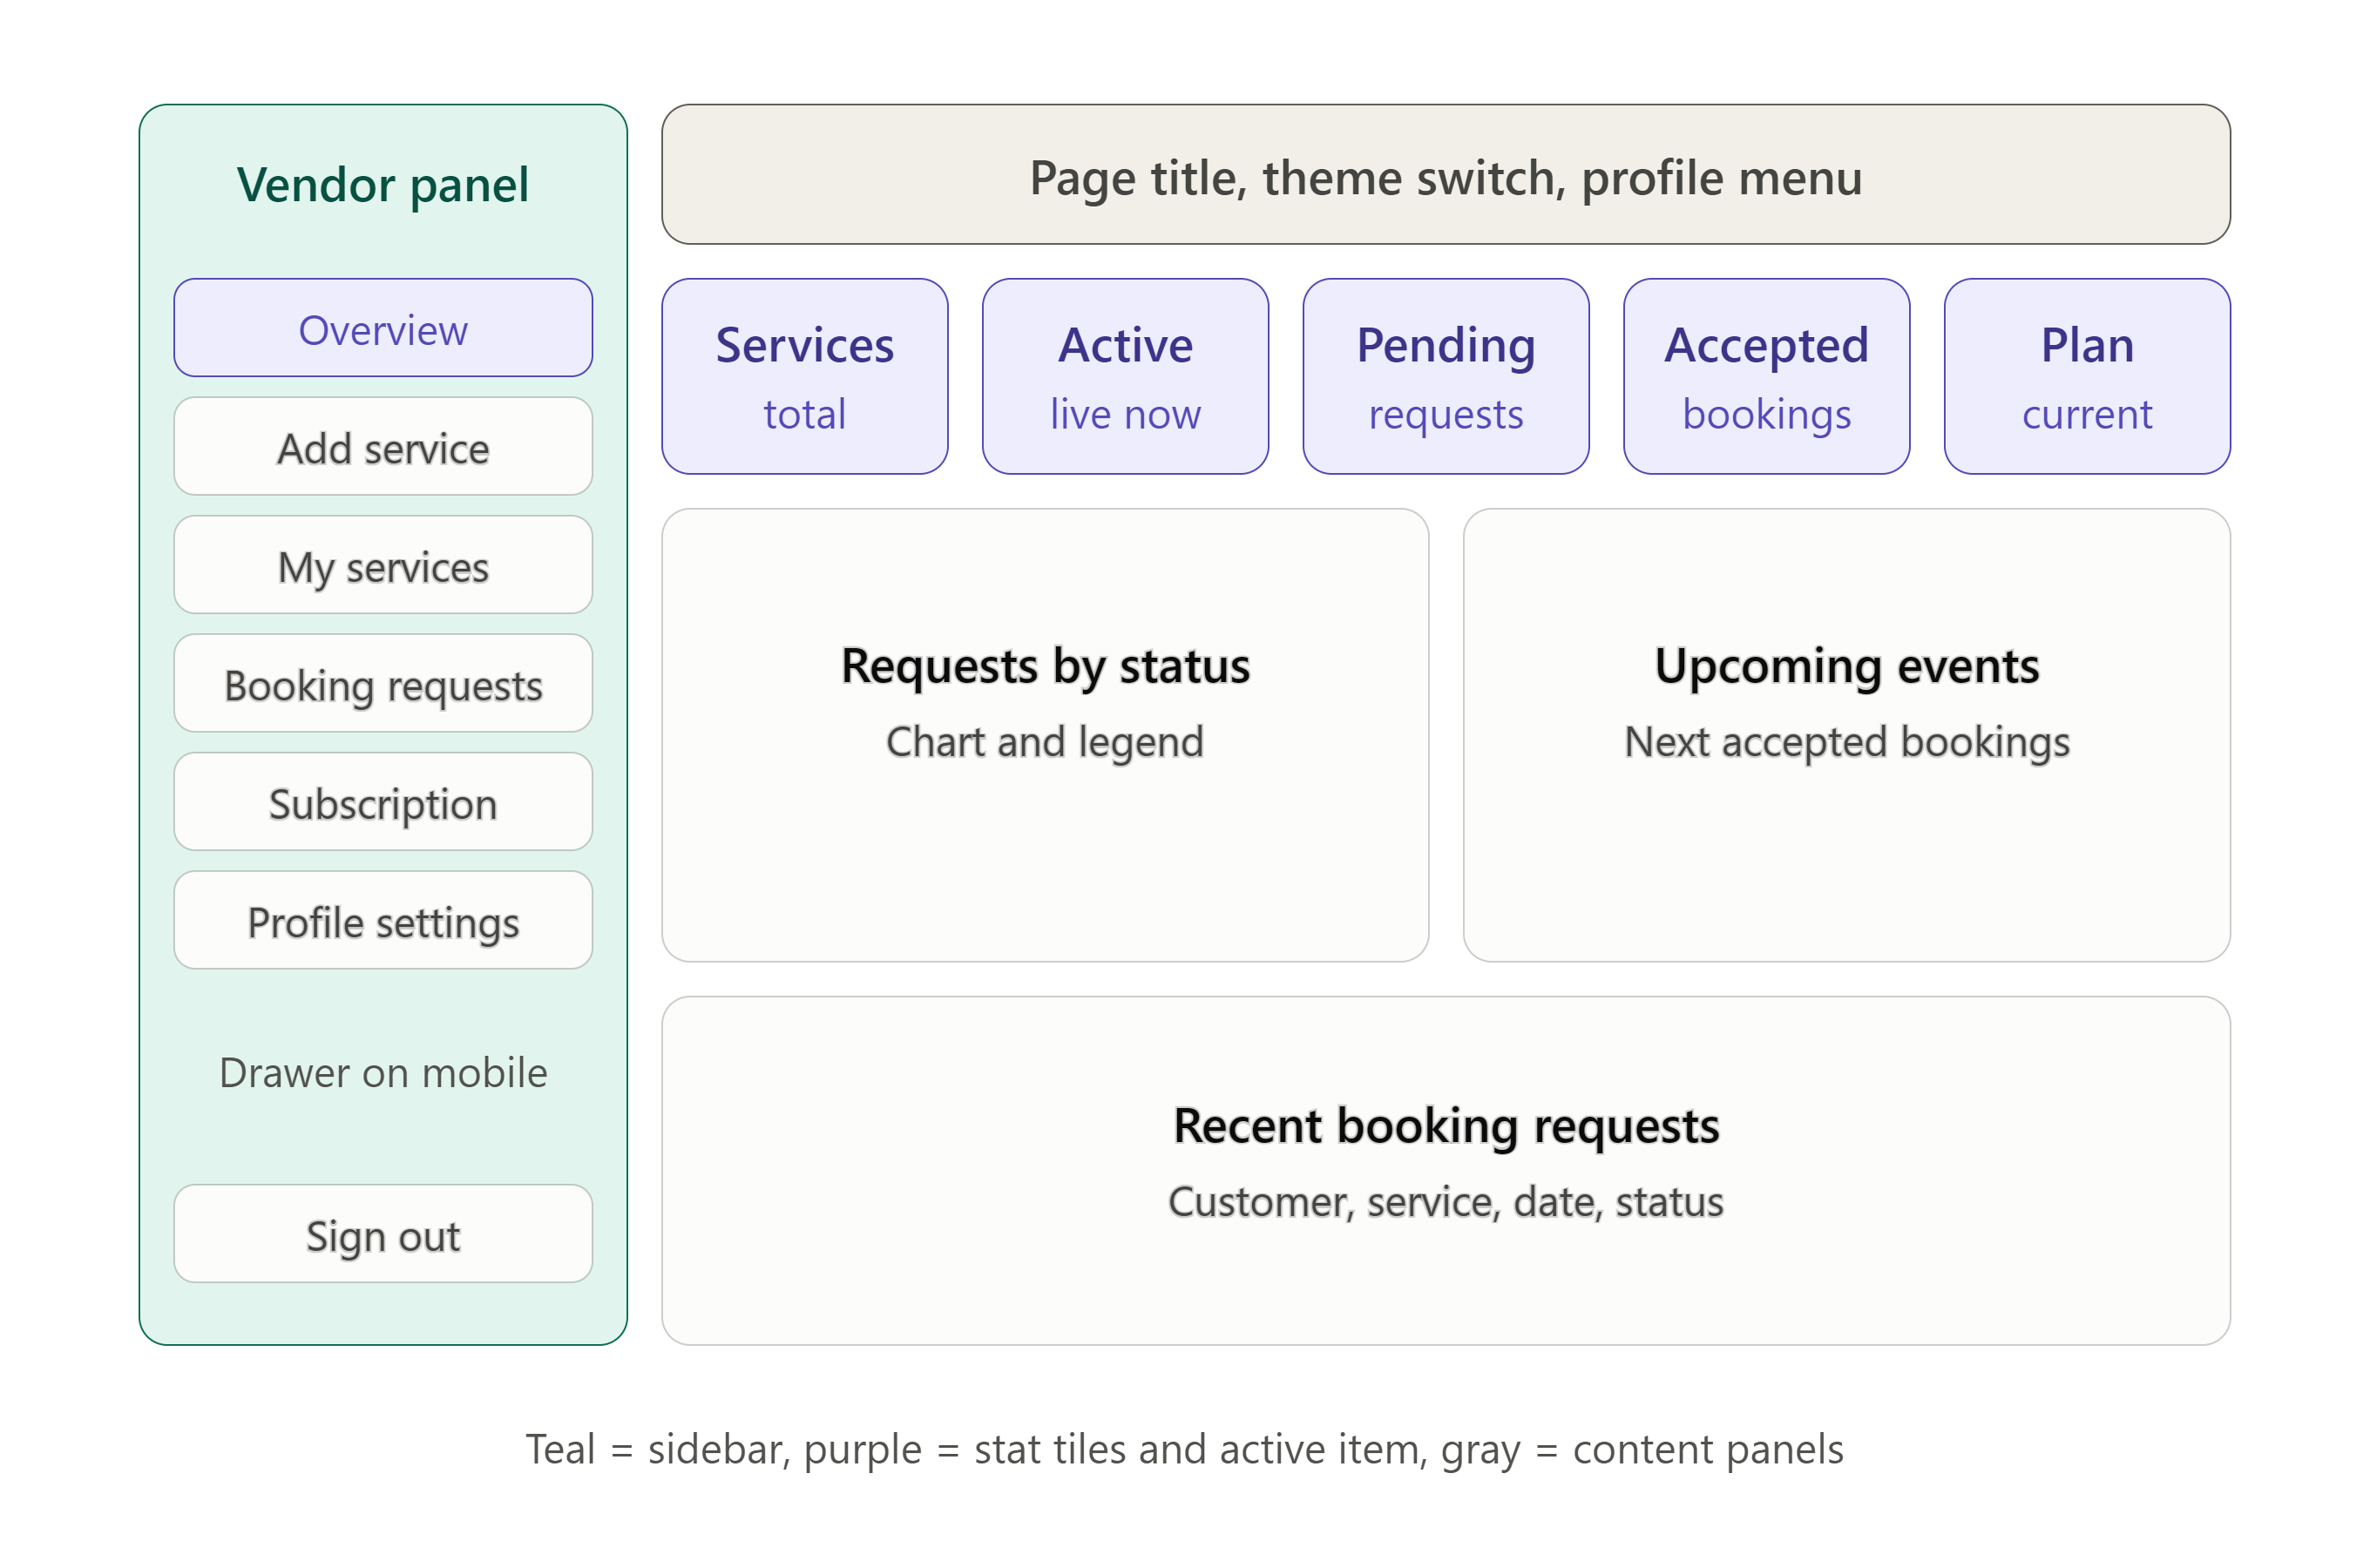 Vendor panel
Overview
Add service
My services
Booking requests
Subscription
Profile settings
Drawer on mobile
Sign out
Page title, theme switch, profile menu
Services
total
Active
live now
Pending
requests
Accepted
bookings
Plan
current
Requests by status
Chart and legend
Upcoming events
Next accepted bookings
Recent booking requests
Customer, service, date, status
Teal = sidebar, purple = stat tiles and active item, gray = content panels